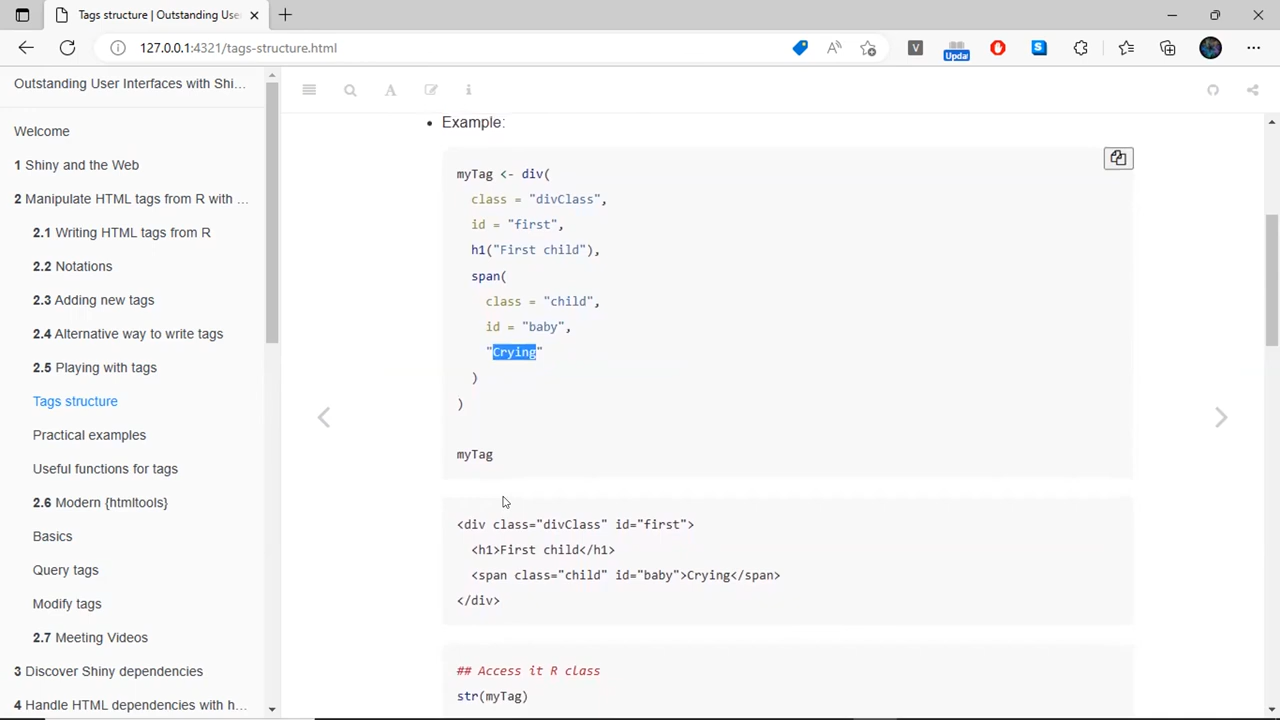 Tags structure | Outstanding Use
127.0.0.1:4321/tags-structure.html
A
V
Updat
S
Outstanding User Interfaces with Shi...
Welcome
1 Shiny and the Web
2 Manipulate HTML tags from R with ...
2.1 Writing HTML tags from R
2.2 Notations
2.3 Adding new tags
2.4 Alternative way to write tags
2.5 Playing with tags
Tags structure
Practical examples
Useful functions for tags
2.6 Modern {htmltools}
Basics
Query tags
Modify tags
2.7 Meeting Videos
3 Discover Shiny dependencies
4 Handle HTML dependencies with h...
A
i
• Example:
myTag <- div(
class = "divClass",
id = "first",
h1("First child"),
span(
class = "child",
id = "baby",
"Crying"
)
)
myTag
<div class="divClass" id="first">
<h1>First child</h1>
<span class="child" id="baby">Crying</span>
</div>
## Access it R class
str(myTag)